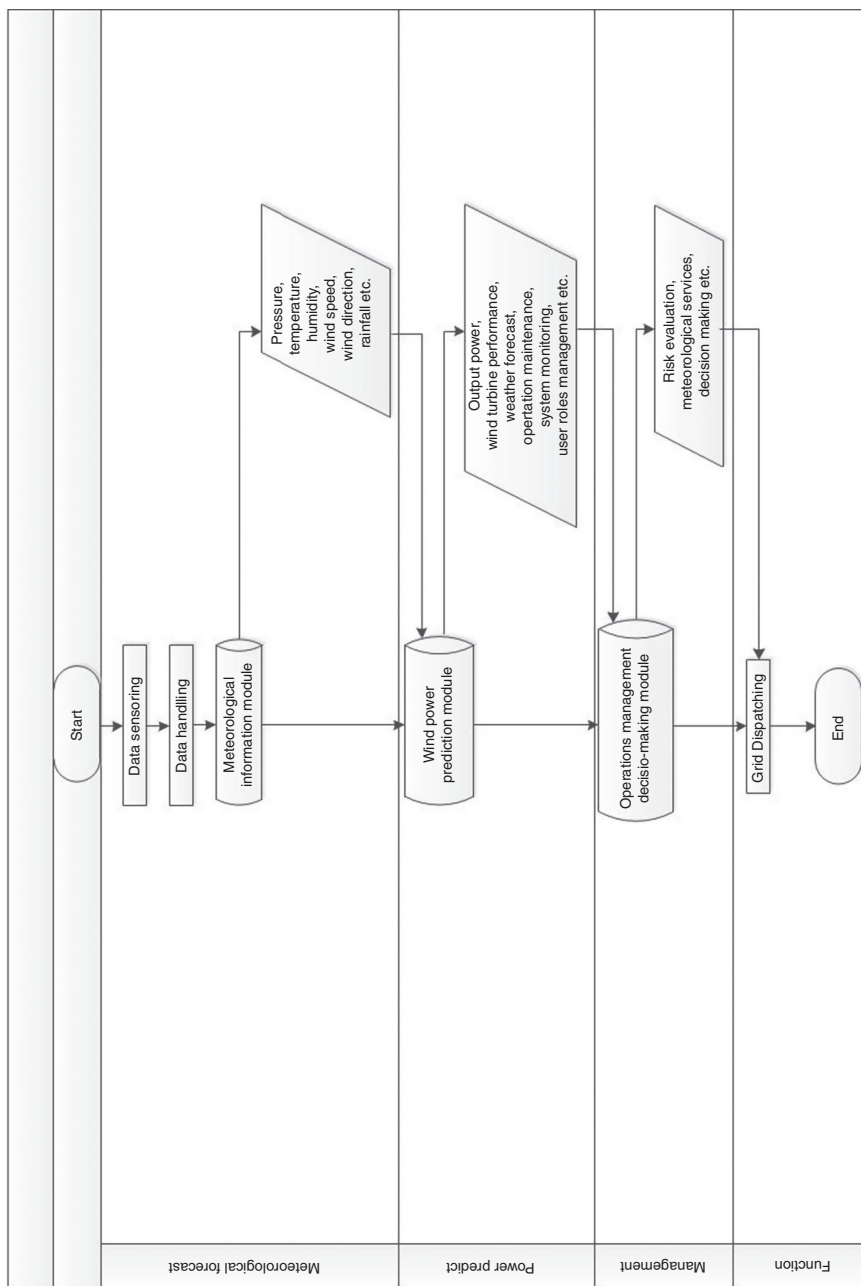 Start
Meteorological forecast
Data sensoring
Data handlling
Meteorological
information module
Pressure,
temperature,
humidity,
wind speed,
wind direction,
rainfall etc.
Power predict
Wind power
prediction module
Output power,
wind turbine performance,
weather forecast,
opertation maintenance,
system monitoring,
user roles management etc.
Management
Operations management
decisio-making module
Risk evaluation,
meteorological services,
decision making etc.
Function
Grid Dispatching
End